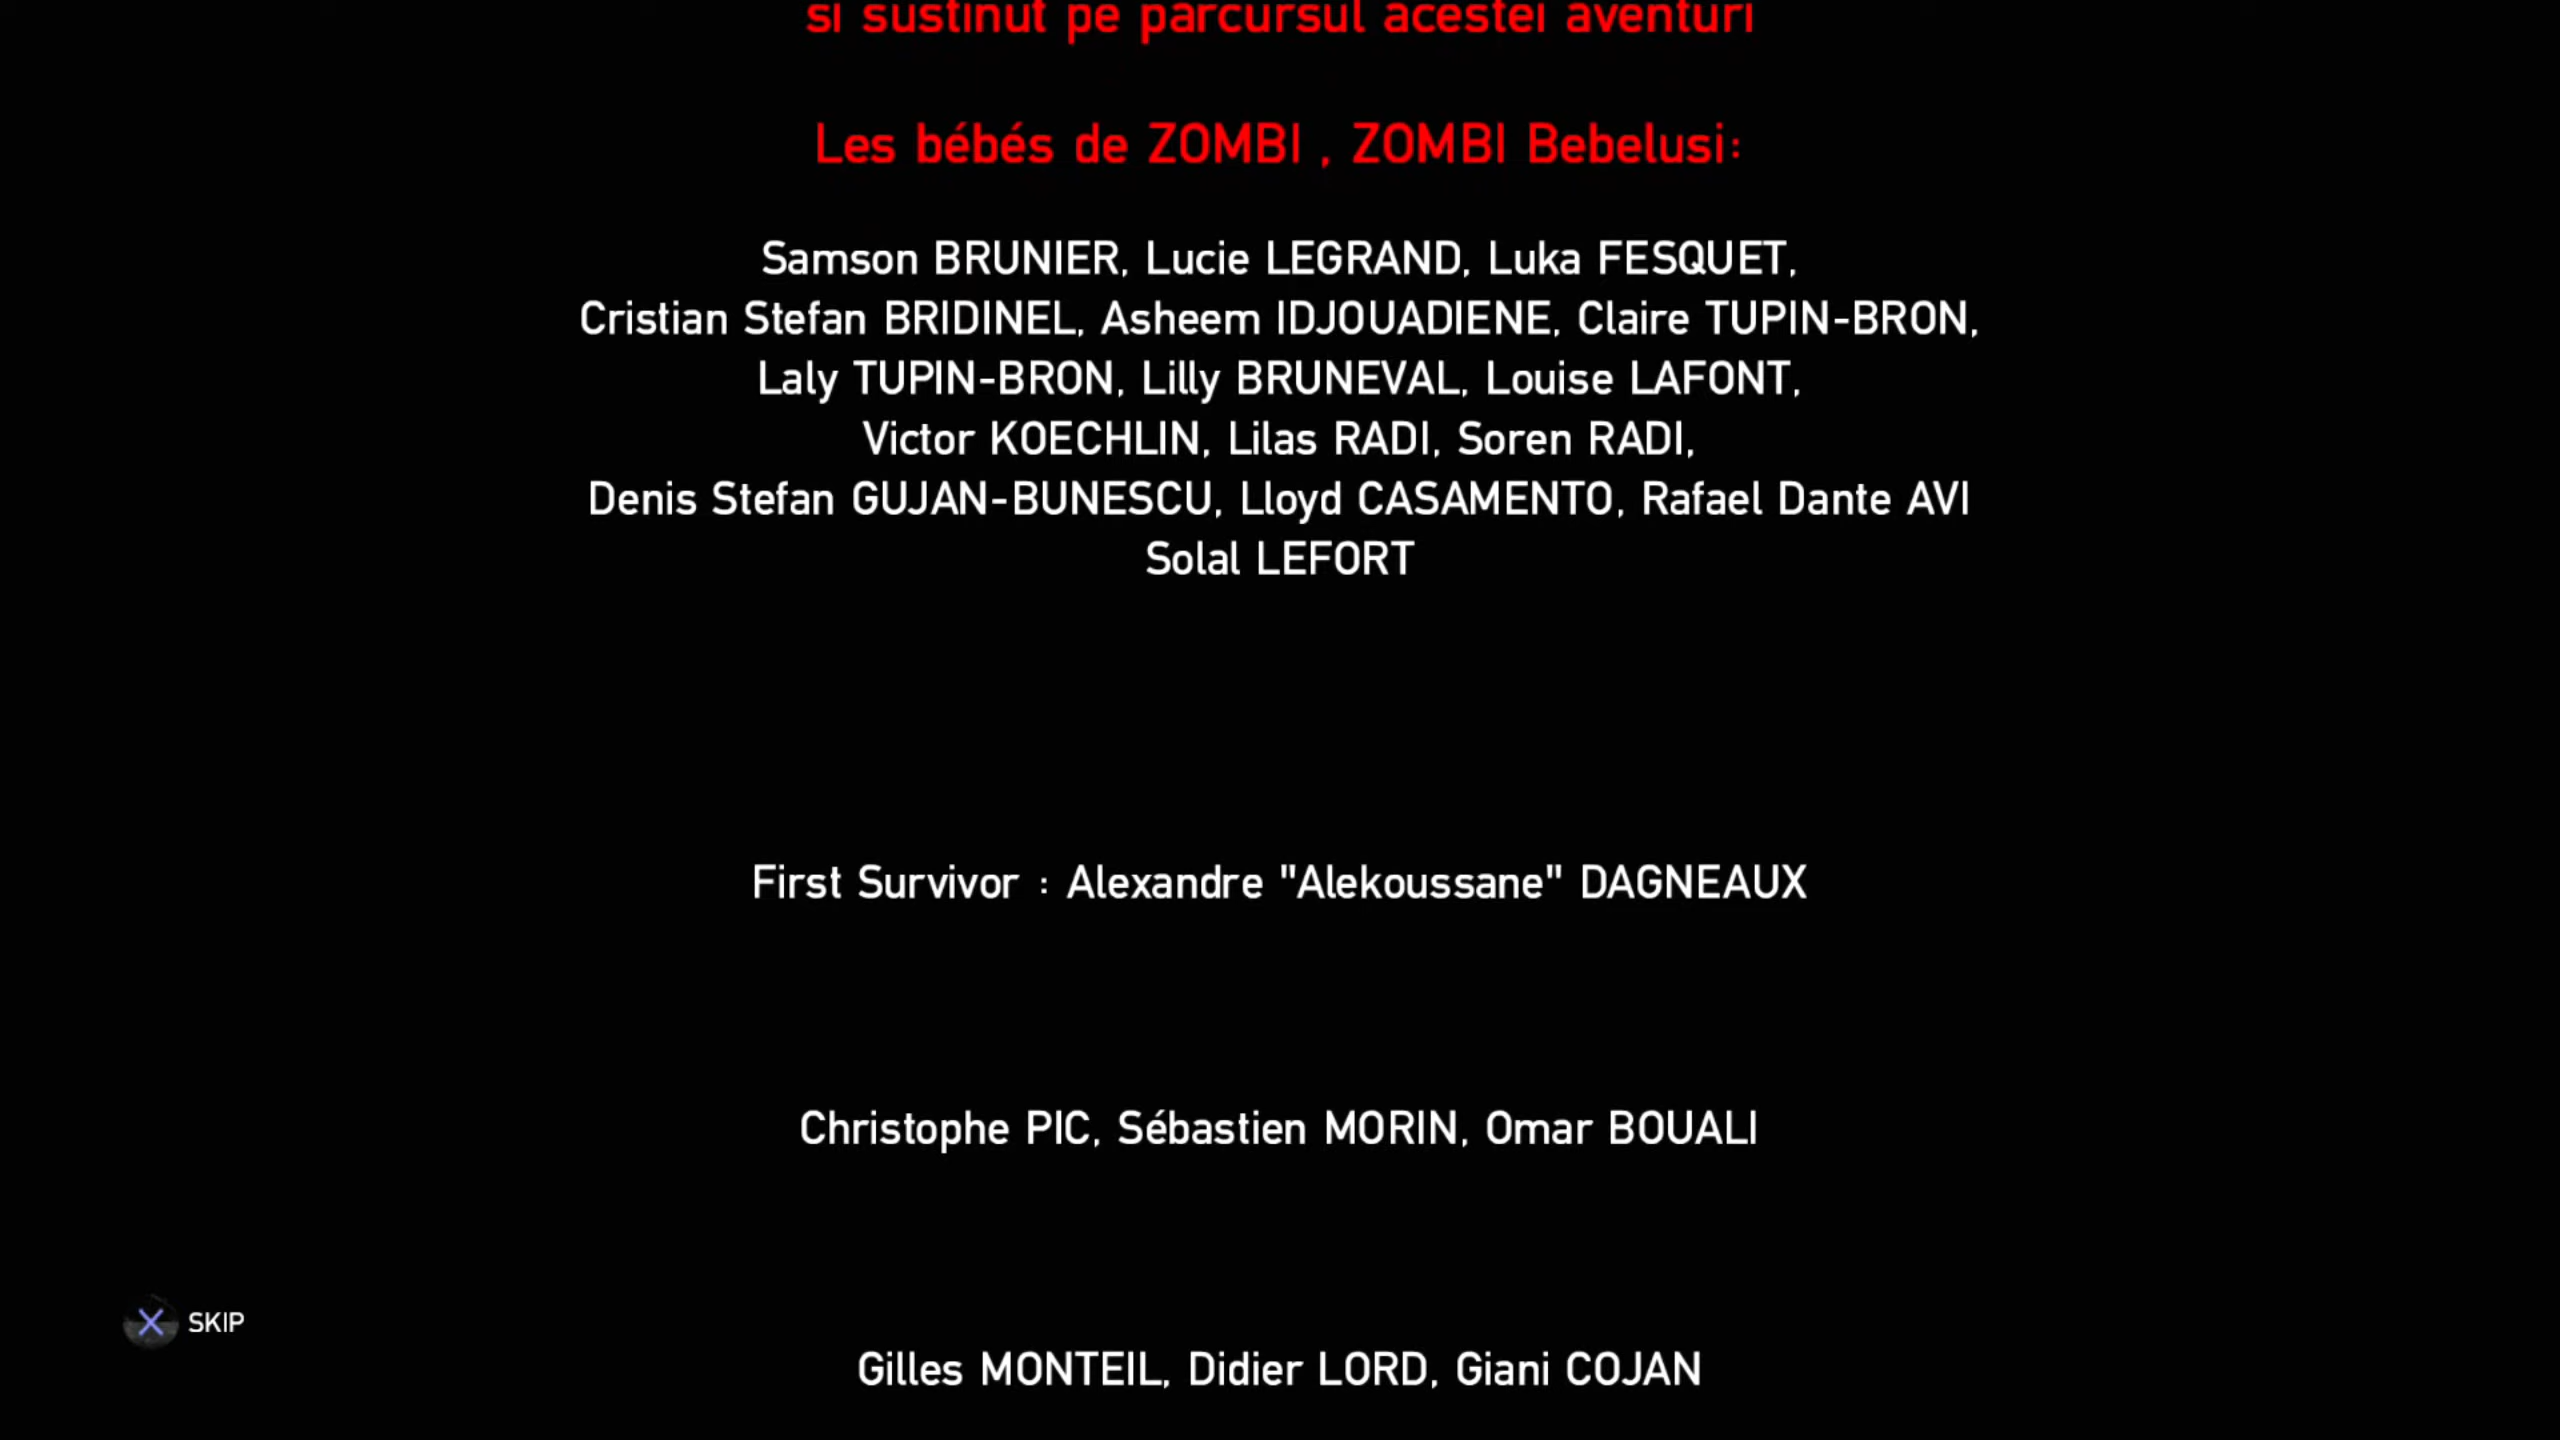 si sustinut pe parcursul acestei aventuri
Les bébés de ZOMBI , ZOMBI Bebelusi:
Samson BRUNIER, Lucie LEGRAND, Luka FESQUET,
Cristian Stefan BRIDINEL, Asheem IDJOUADIENE, Claire TUPIN-BRON,
Laly TUPIN-BRON, Lilly BRUNEVAL, Louise LAFONT,
Victor KOECHLIN, Lilas RADI, Soren RADI,
Denis Stefan GUJAN-BUNESCU, Lloyd CASAMENTO, Rafael Dante AVI
Solal LEFORT
First Survivor : Alexandre "Alekoussane" DAGNEAUX
Christophe PIC, Sébastien MORIN, Omar BOUALI
SKIP
Gilles MONTEIL, Didier LORD, Giani COJAN